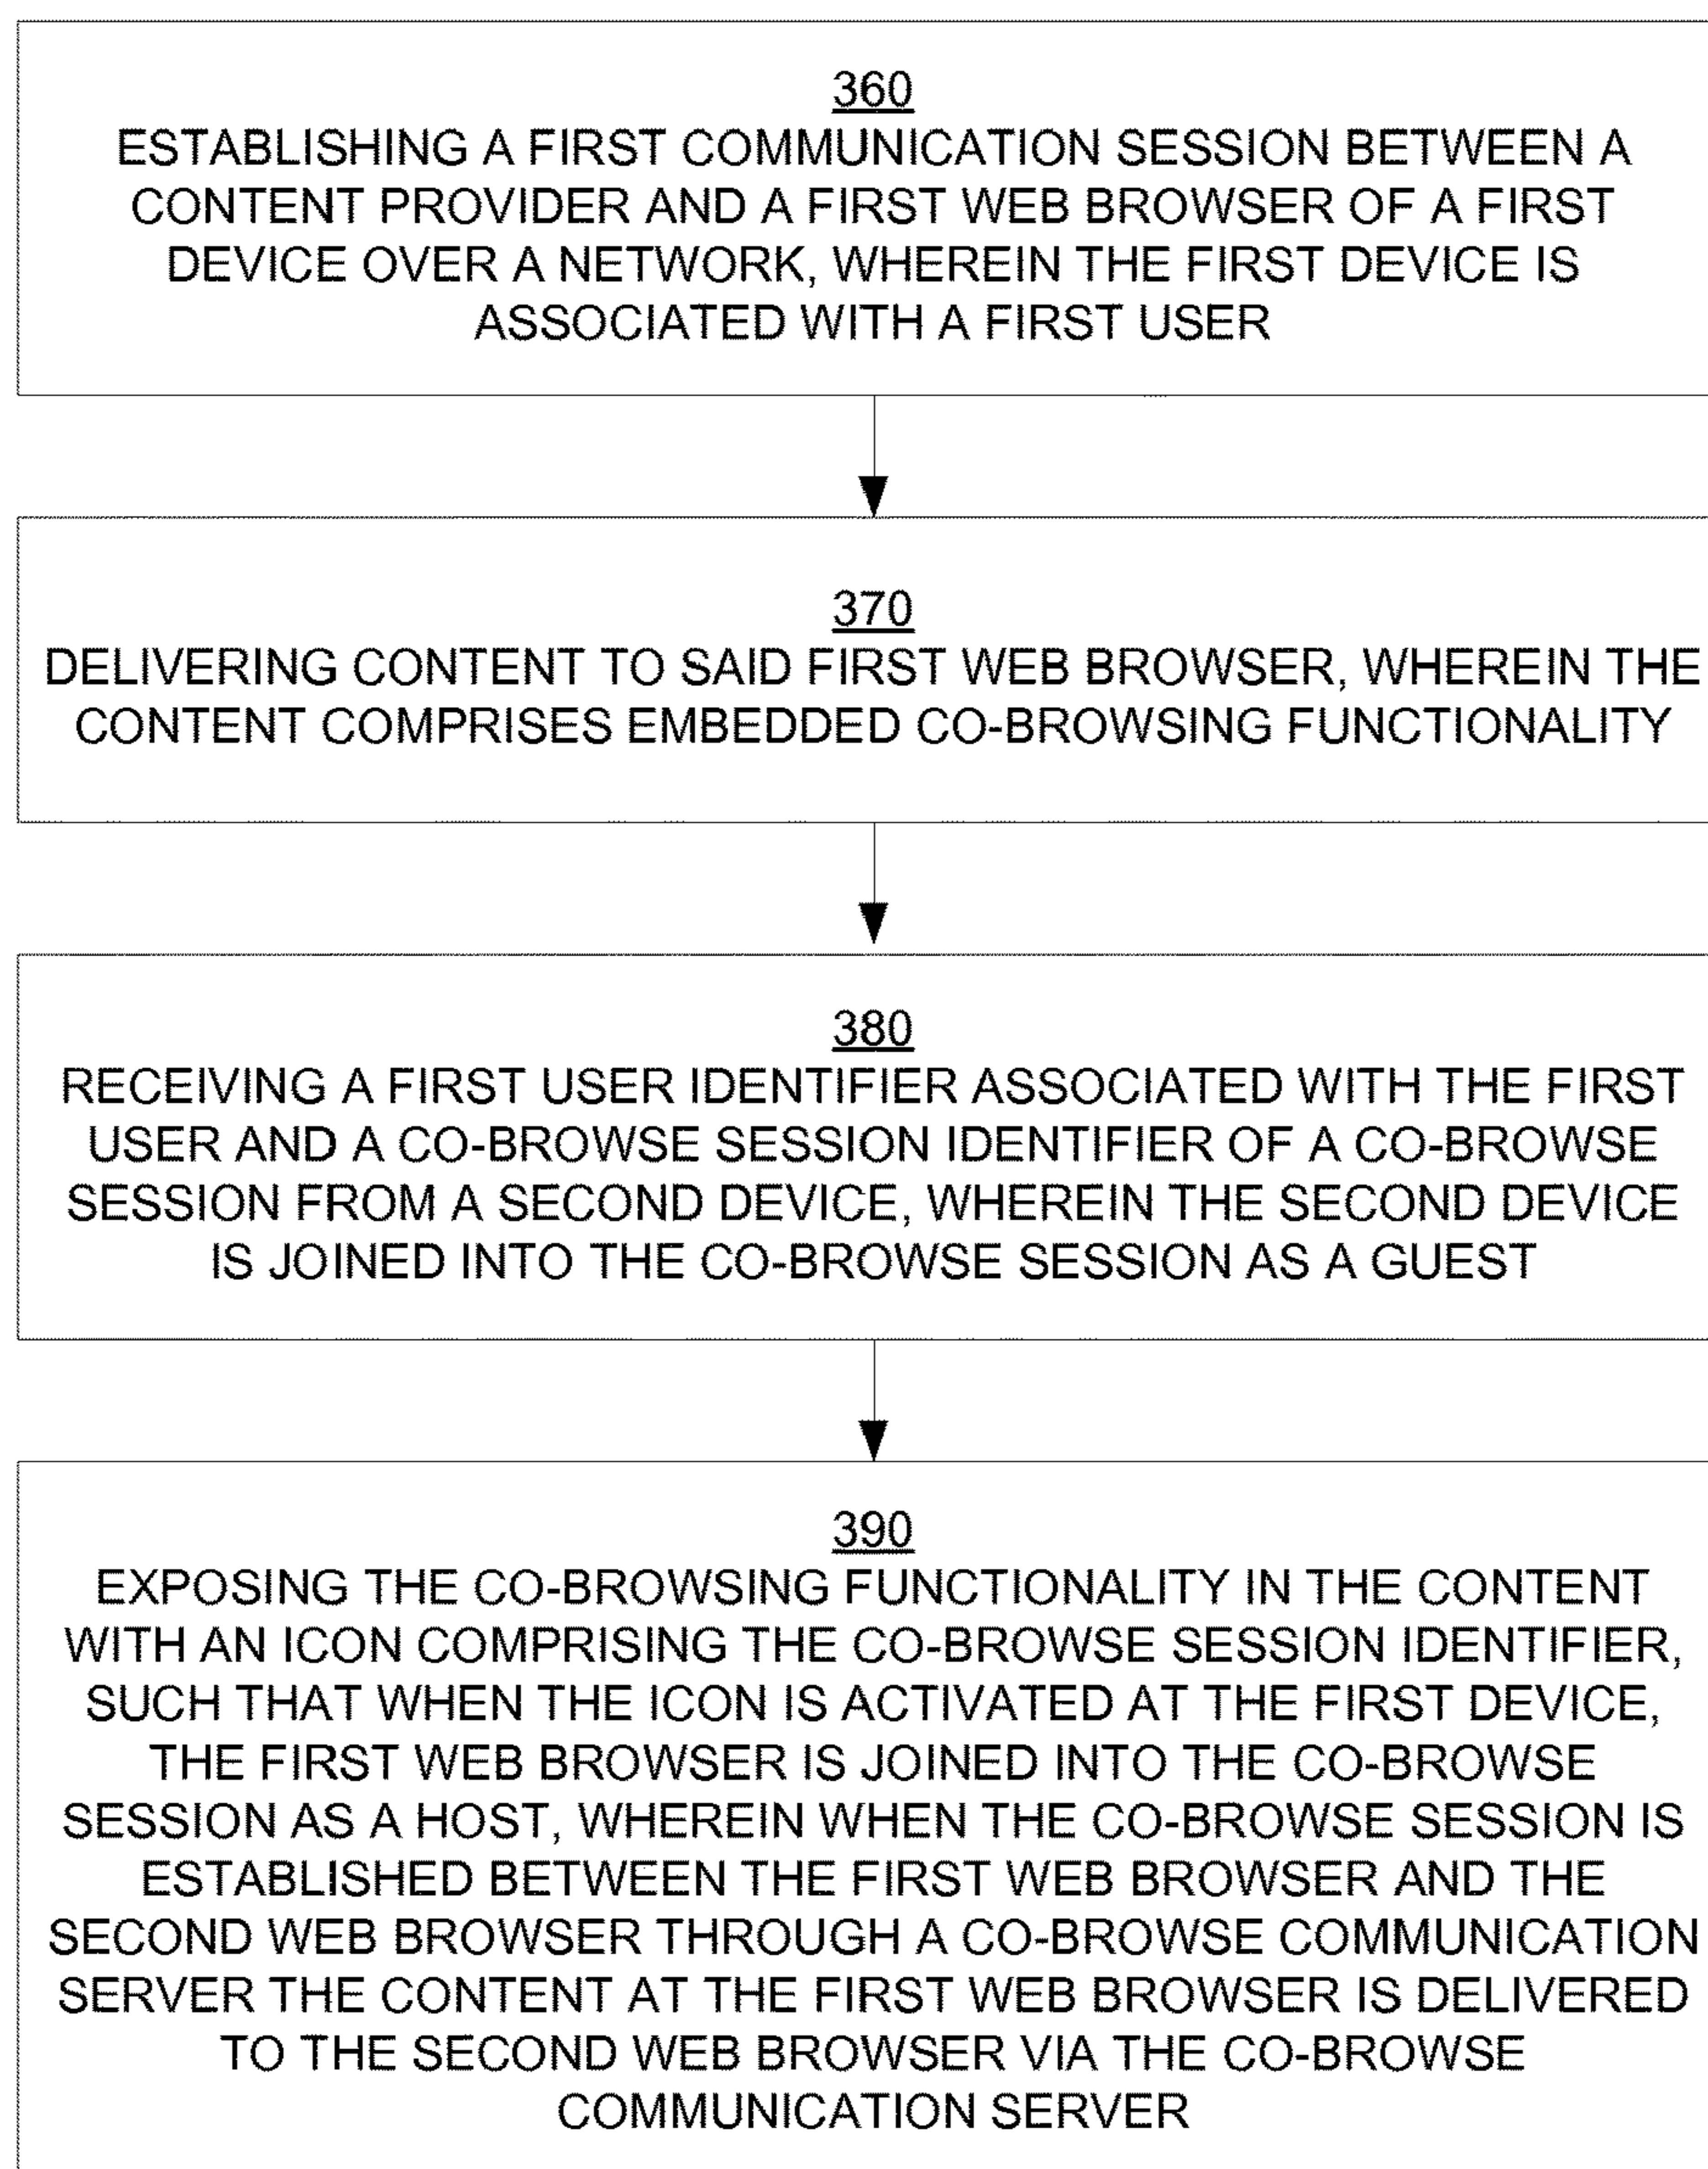 360
ESTABLISHING A FIRST COMMUNICATION SESSION BETWEEN A
CONTENT PROVIDER AND A FIRST WEB BROWSER OF A FIRST
DEVICE OVER A NETWORK, WHEREIN THE FIRST DEVICE IS
ASSOCIATED WITH A FIRST USER
370
DELIVERING CONTENT TO SAID FIRST WEB BROWSER, WHEREIN THE
CONTENT COMPRISES EMBEDDED CO-BROWSING FUNCTIONALITY
380
RECEIVING A FIRST USER IDENTIFIER ASSOCIATED WITH THE FIRST
USER AND A CO-BROWSE SESSION IDENTIFIER OF A CO-BROWSE
SESSION FROM A SECOND DEVICE, WHEREIN THE SECOND DEVICE
IS JOINED INTO THE CO-BROWSE SESSION AS A GUEST
390
EXPOSING THE CO-BROWSING FUNCTIONALITY IN THE CONTENT
WITH AN ICON COMPRISING THE CO-BROWSE SESSION IDENTIFIER,
SUCH THAT WHEN THE ICON IS ACTIVATED AT THE FIRST DEVICE,
THE FIRST WEB BROWSER IS JOINED INTO THE CO-BROWSE
SESSION AS A HOST, WHEREIN WHEN THE CO-BROWSE SESSION IS
ESTABLISHED BETWEEN THE FIRST WEB BROWSER AND THE
SECOND WEB BROWSER THROUGH A CO-BROWSE COMMUNICATION
SERVER THE CONTENT AT THE FIRST WEB BROWSER IS DELIVERED
TO THE SECOND WEB BROWSER VIA THE CO-BROWSE
COMMUNICATION SERVER